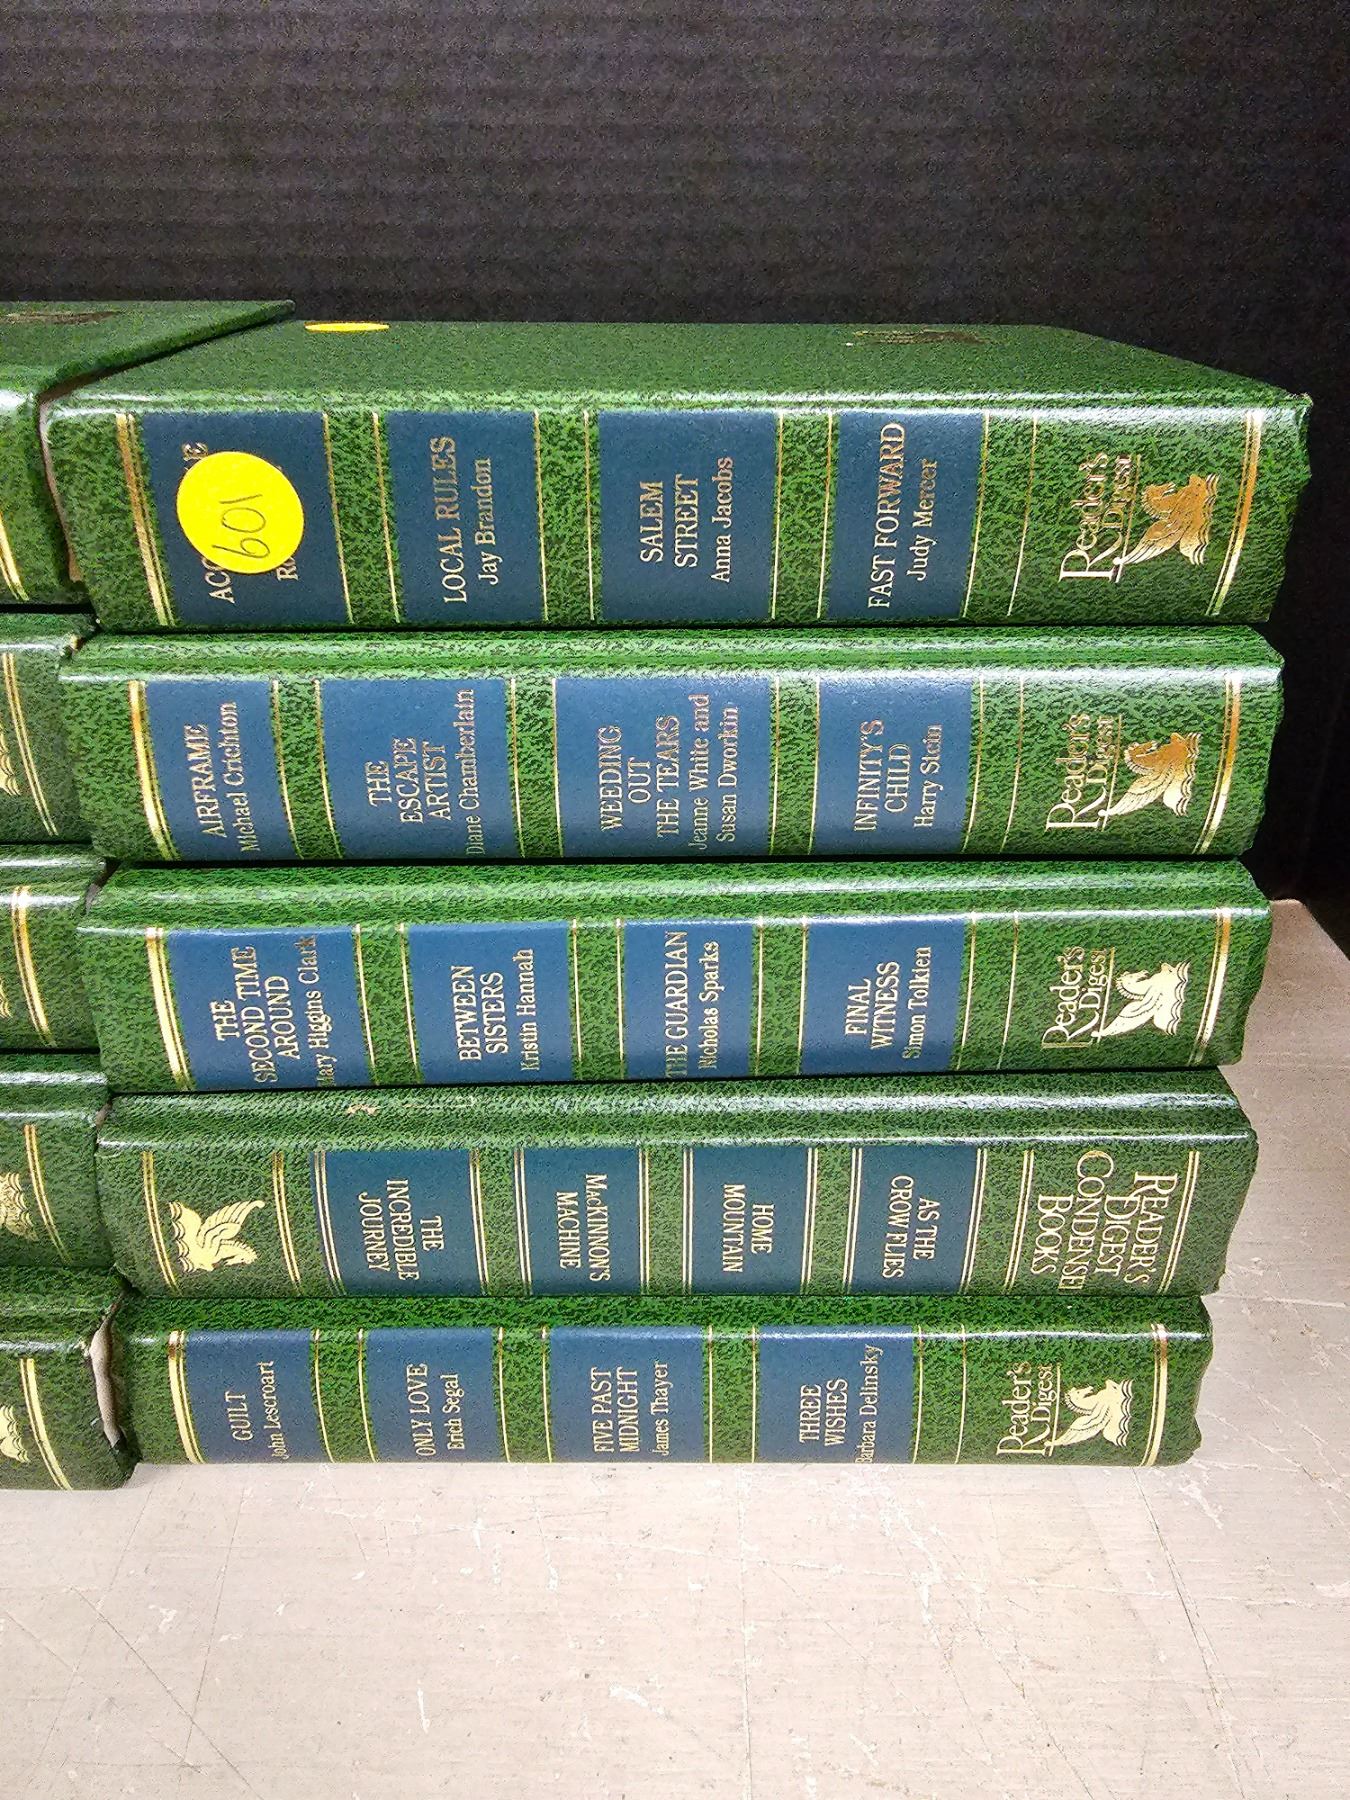 601
LOCAL RULES
Jay Brandon
SALEM
STREET
Anna Jacobs
FAST FORWARD
Judy Mercer
Reader's
Digest
AIRFRAME
Michael Crichton
THE
ESCAPE
ARTIST
Diane Chamberlain
WEEDING
OUT
THE TEARS
Jeanne White and
Susan Dworkin
INFINITY'S
CHILD
Harry Stein
Reader's
Digest
THE
SECOND TIME
AROUND
Mary Higgins Clark
BETWEEN
SISTERS
Kristin Hannah
THE GUARDIAN
Nicholas Sparks
FINAL
WITNESS
Simon Tolkien
Reader's
Digest
THE
INCREDIBLE
JOURNEY
MACKINNON'S
MACHINE
HOME
MOUNTAIN
AS THE
CROW FLIES
READER'S
DIGEST
CONDENSED
BOOKS
GUILT
John Lescroart
ONLY LOVE
Erich Segal
FIVE PAST
MIDNIGHT
James Thayer
THREE
WISHES
Barbara Delinsky
Reader's
Digest